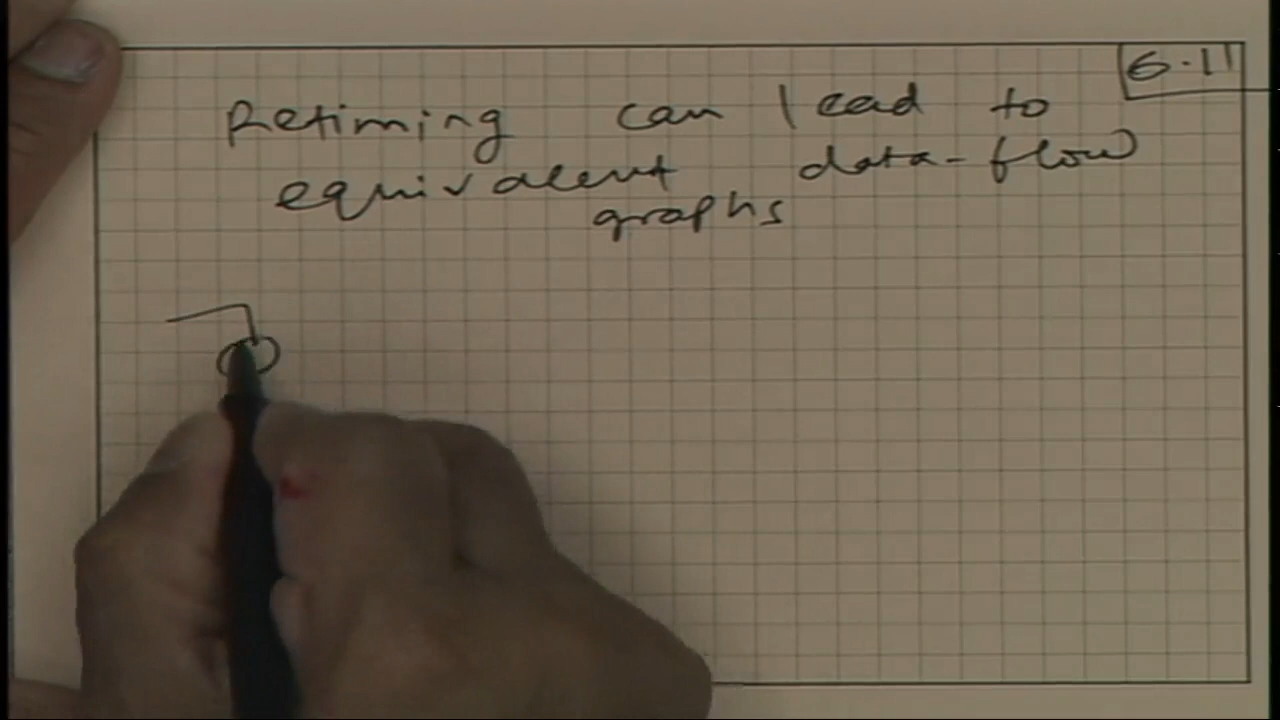 6.11
Retiming can lead to
equivalent data-flow
graphs